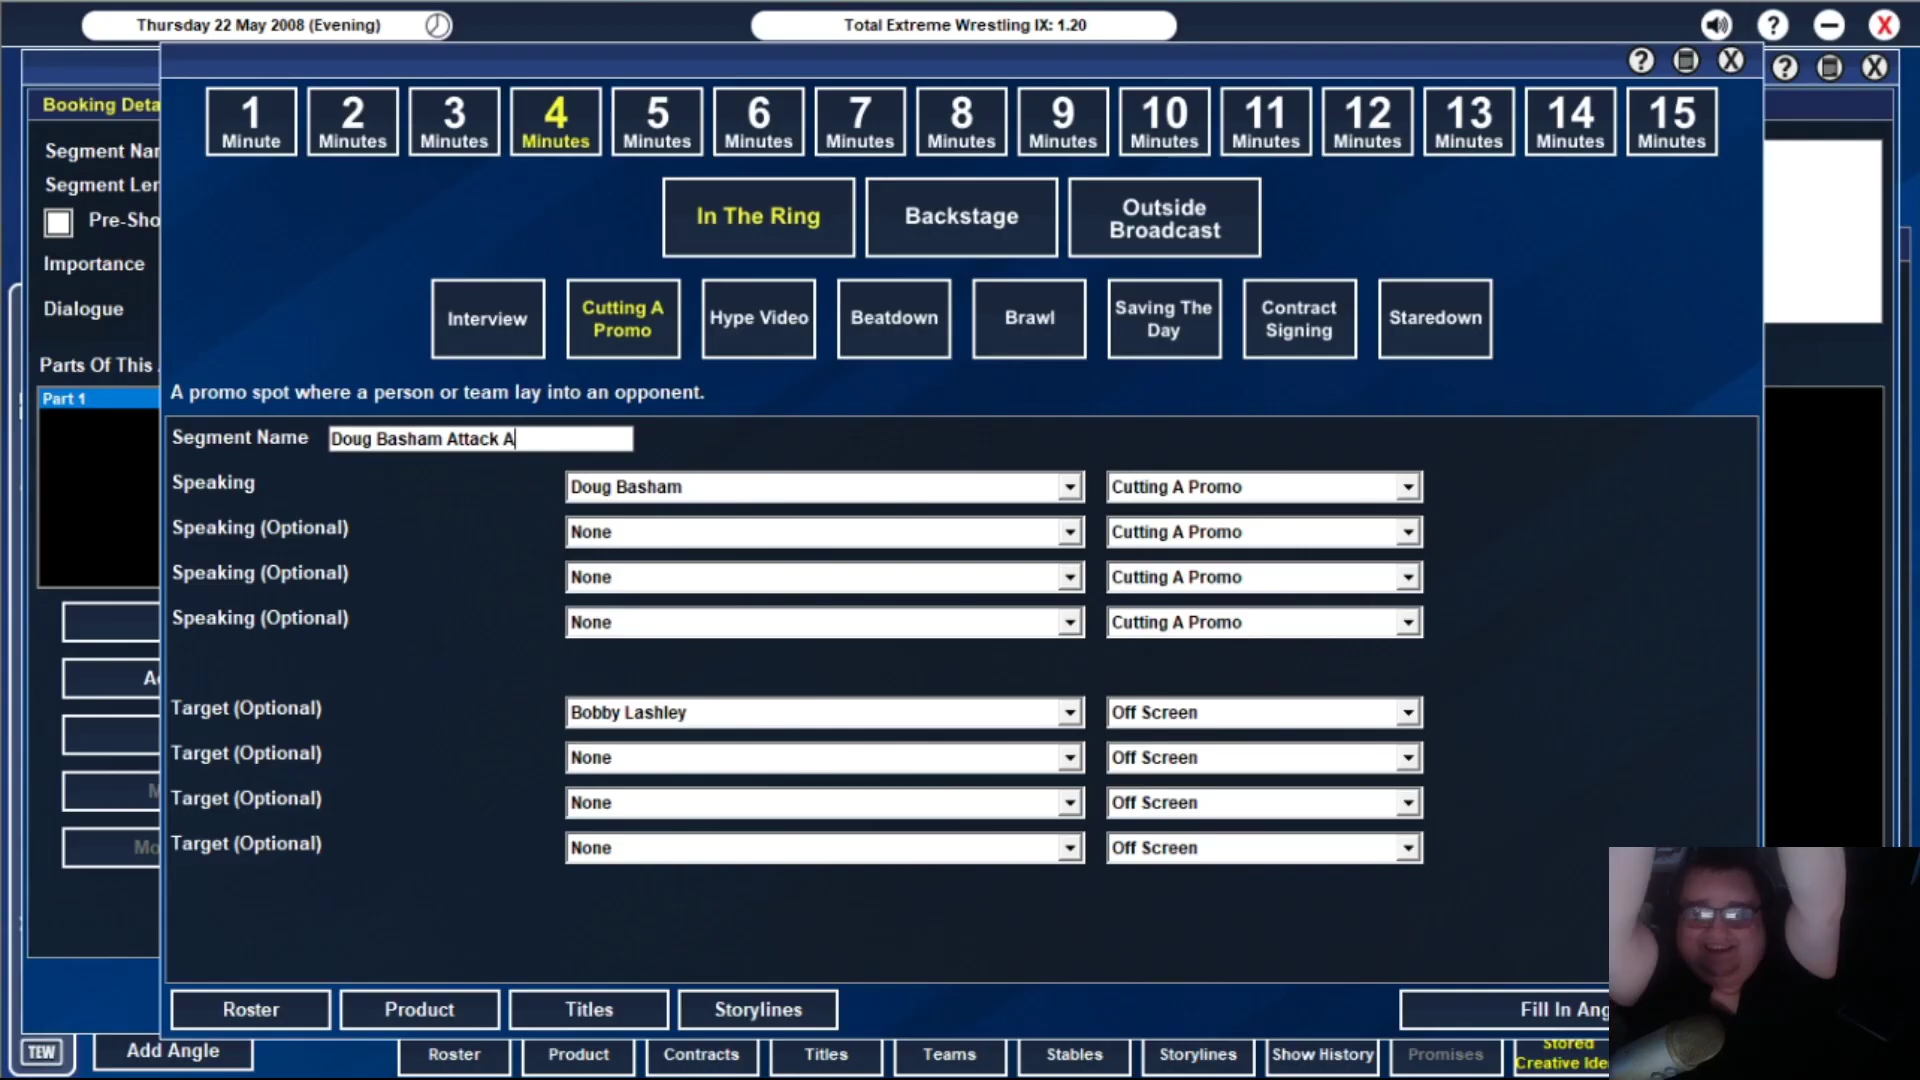 Thursday 22 May 2008 (Evening)
Total Extreme Wrestling IX: 1.20
? X
? X
Booking Deta
Segment Nar
Segment Ler
Pre-Sho
Importance
Dialogue
Parts Of This
Part 1
1 Minute
2 Minutes
3 Minutes
4 Minutes
5 Minutes
6 Minutes
7 Minutes
8 Minutes
9 Minutes
10 Minutes
11 Minutes
12 Minutes
13 Minutes
14 Minutes
15 Minutes
In The Ring
Backstage
Outside Broadcast
Interview
Cutting A Promo
Hype Video
Beatdown
Brawl
Saving The Day
Contract Signing
Staredown
A promo spot where a person or team lay into an opponent.
Segment Name Doug Basham Attack A
Speaking Doug Basham Cutting A Promo
Speaking (Optional) None Cutting A Promo
Speaking (Optional) None Cutting A Promo
Speaking (Optional) None Cutting A Promo
Target (Optional) Bobby Lashley Off Screen
Target (Optional) None Off Screen
Target (Optional) None Off Screen
Target (Optional) None Off Screen
Roster Product Titles Storylines Fill In Ang
TEW Add Angle Roster Product Contracts Titles Teams Stables Storylines Show History Promises Stored Creative Ide